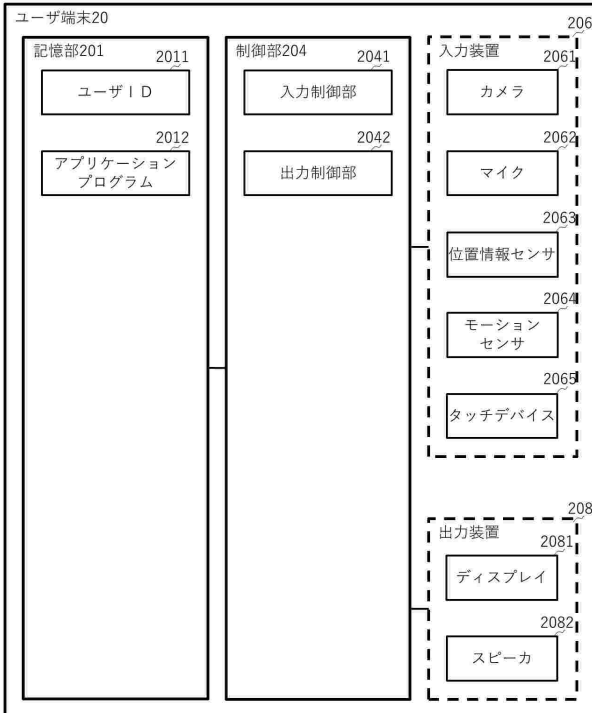 ユーザ端末20
記憶部201
2011
ユーザID
2012
アプリケーション
プログラム
制御部204
2041
入力制御部
2042
出力制御部
206
入力装置
2061
カメラ
2062
マイク
2063
位置情報センサ
2064
モーション
センサ
2065
タッチデバイス
208
出力装置
2081
ディスプレイ
2082
スピーカ